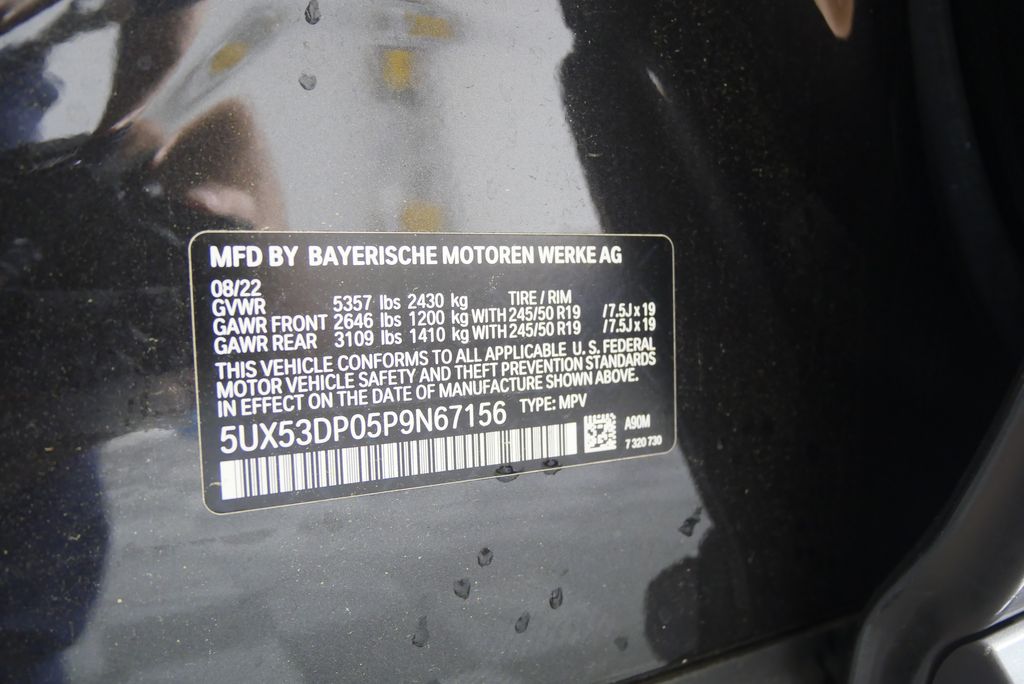 MFD BY BAYERISCHE MOTOREN WERKE AG
08/22 TIRE / RIM
GVWR 5357 lbs 2430 kg
GAWR FRONT 2646 lbs 1200 kg WITH 245/50 R19 /7.5J x 19
GAWR REAR 3109 lbs 1410 kg WITH 245/50 R19 /7.5J x 19
THIS VEHICLE CONFORMS TO ALL APPLICABLE U. S. FEDERAL
MOTOR VEHICLE SAFETY AND THEFT PREVENTION STANDARDS
IN EFFECT ON THE DATE OF MANUFACTURE SHOWN ABOVE.
5UX53DP05P9N67156 TYPE: MPV
A90M
7 320 730